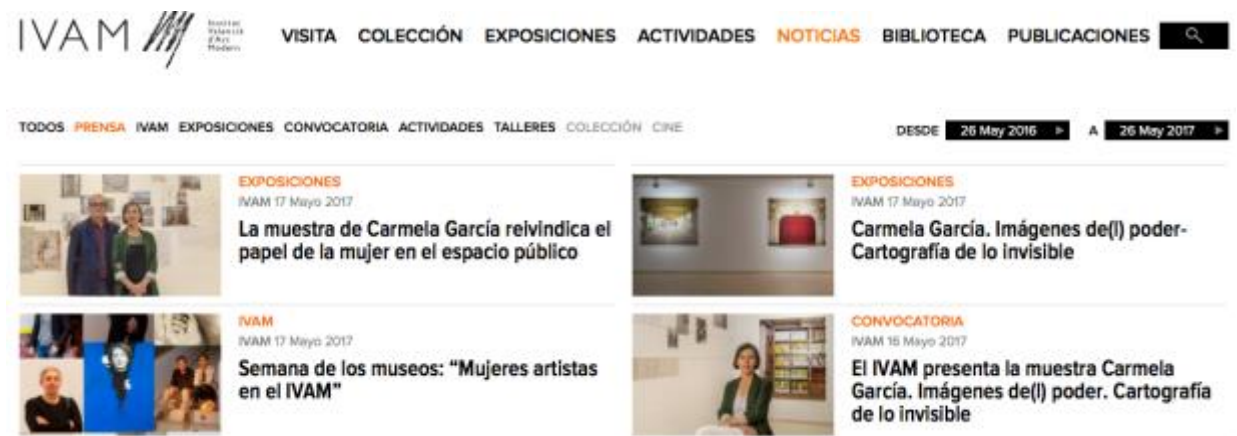 IVAM
Institut
Valencià
d'Art
Modern
VISITA COLECCIÓN EXPOSICIONES ACTIVIDADES NOTICIAS BIBLIOTECA PUBLICACIONES
TODOS PRENSA IVAM EXPOSICIONES CONVOCATORIA ACTIVIDADES TALLERES COLECCIÓN CINE
DESDE 26 May 2016 A 26 May 2017
EXPOSICIONES
IVAM 17 Mayo 2017
La muestra de Carmela García reivindica el
papel de la mujer en el espacio público
EXPOSICIONES
IVAM 17 Mayo 2017
Carmela García. Imágenes de(l) poder-
Cartografía de lo invisible
IVAM
IVAM 17 Mayo 2017
Semana de los museos: “Mujeres artistas
en el IVAM”
CONVOCATORIA
IVAM 16 Mayo 2017
El IVAM presenta la muestra Carmela
García. Imágenes de(l) poder. Cartografía
de lo invisible